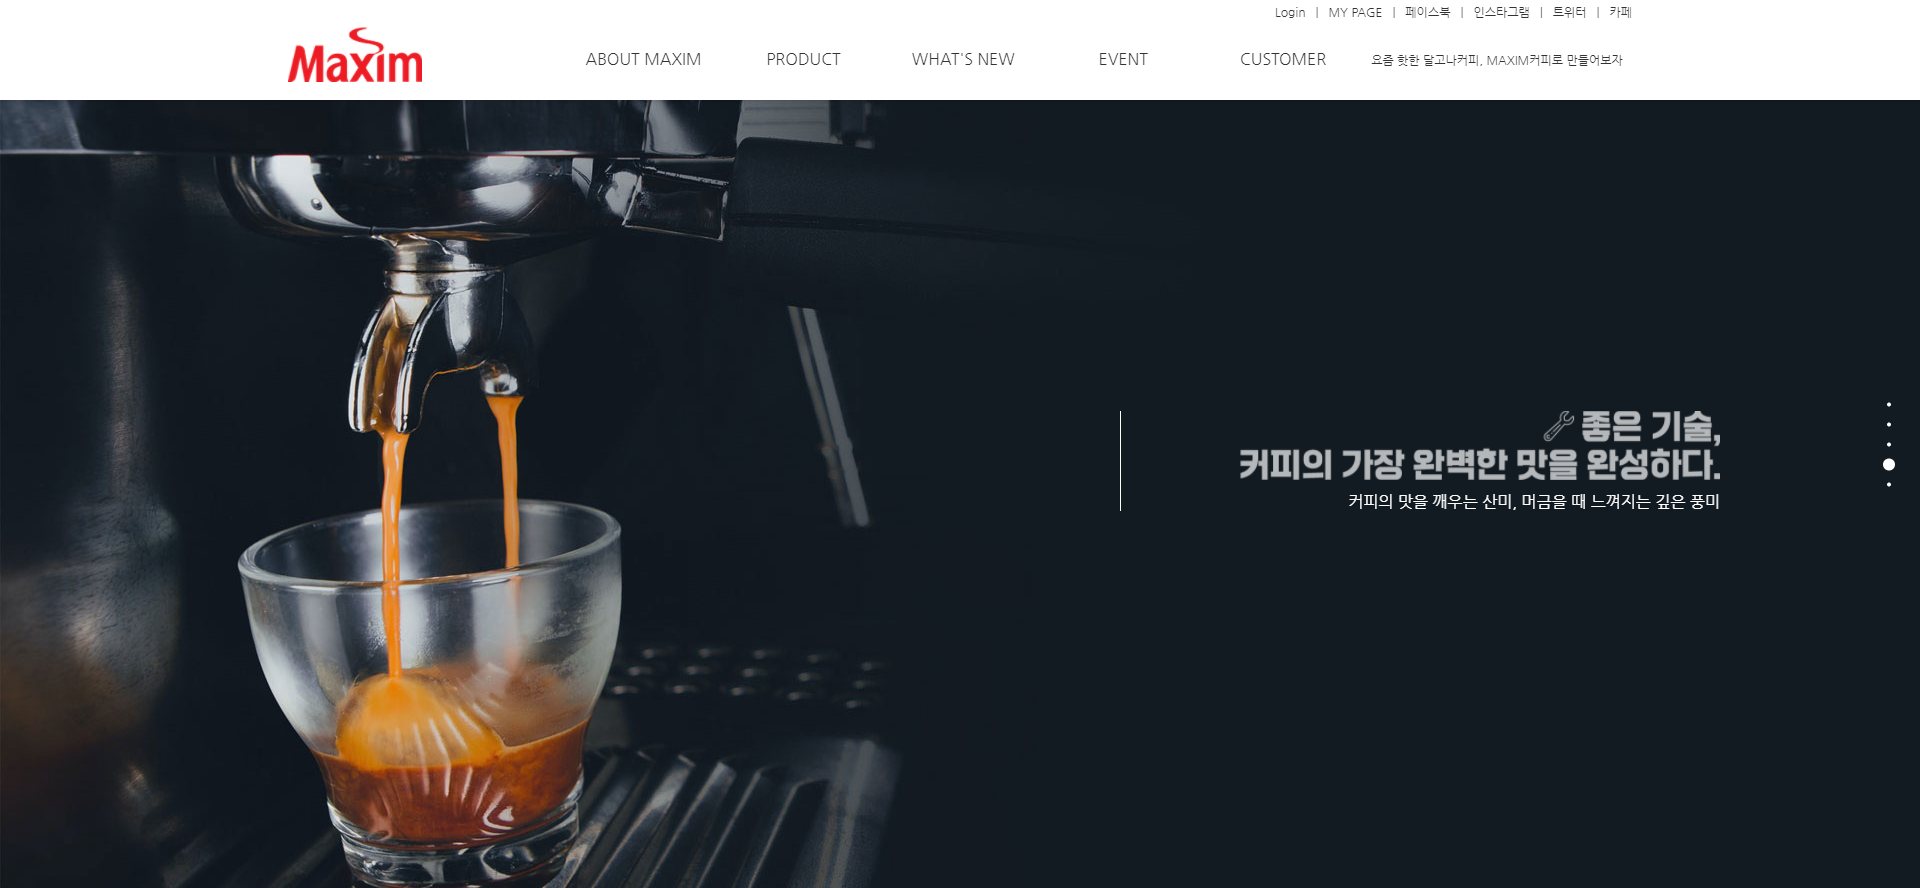 Login | MY PAGE | 페이스북 | 인스타그램 | 트위터 | 카페
Maxim
ABOUT MAXIM PRODUCT WHAT'S NEW EVENT CUSTOMER 요즘 핫한 달고나커피, MAXIM커피로 만들어보자
좋은 기술,
커피의 가장 완벽한 맛을 완성하다.
커피의 맛을 깨우는 산미, 머금을 때 느껴지는 깊은 풍미